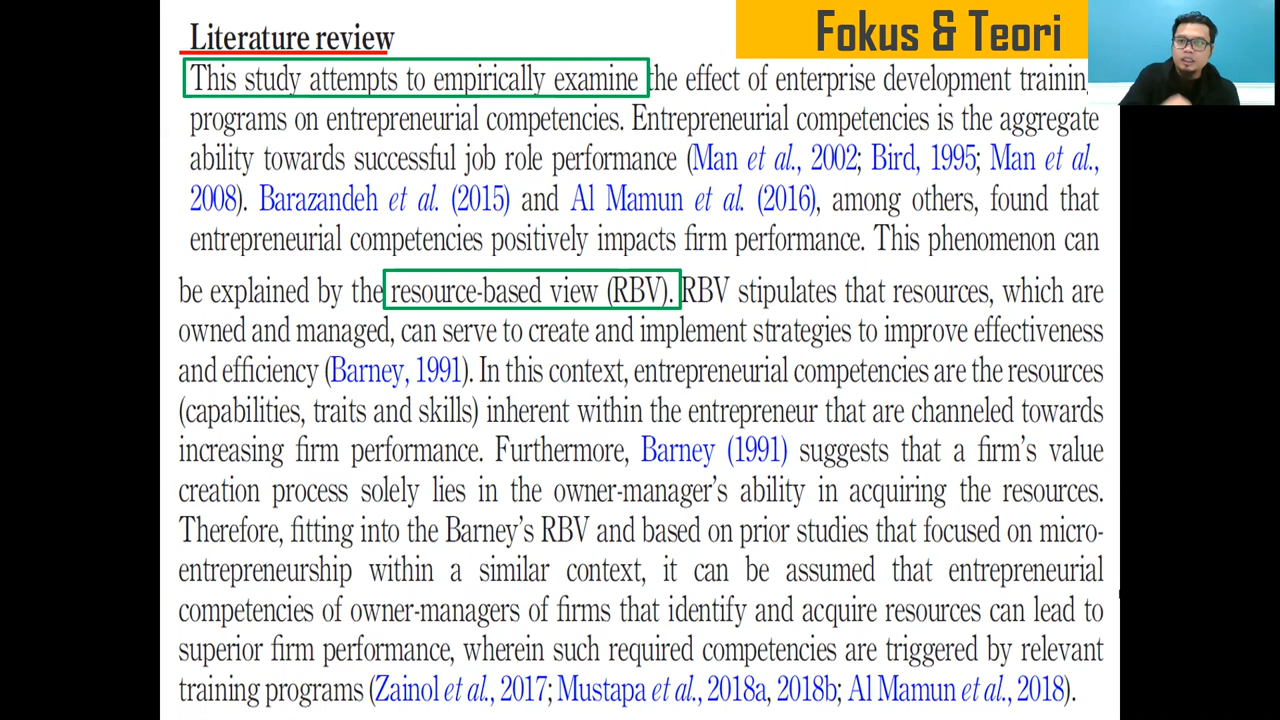 Fokus & Teori
Literature review
This study attempts to empirically examine the effect of enterprise development trainin
programs on entrepreneurial competencies. Entrepreneurial competencies is the aggregate
ability towards successful job role performance (Man et al., 2002; Bird, 1995; Man et al.,
2008). Barazandeh et al. (2015) and Al Mamun et al. (2016), among others, found that
entrepreneurial competencies positively impacts firm performance. This phenomenon can
be explained by the resource-based view (RBV). RBV stipulates that resources, which are
owned and managed, can serve to create and implement strategies to improve effectiveness
and efficiency (Barney, 1991). In this context, entrepreneurial competencies are the resources
(capabilities, traits and skills) inherent within the entrepreneur that are channeled towards
increasing firm performance. Furthermore, Barney (1991) suggests that a firm's value
creation process solely lies in the owner-manager's ability in acquiring the resources.
Therefore, fitting into the Barney's RBV and based on prior studies that focused on micro-
entrepreneurship within a similar context, it can be assumed that entrepreneurial
competencies of owner-managers of firms that identify and acquire resources can lead to
superior firm performance, wherein such required competencies are triggered by relevant
training programs (Zainol et al., 2017; Mustapa et al., 2018a, 2018b; Al Mamun et al., 2018).